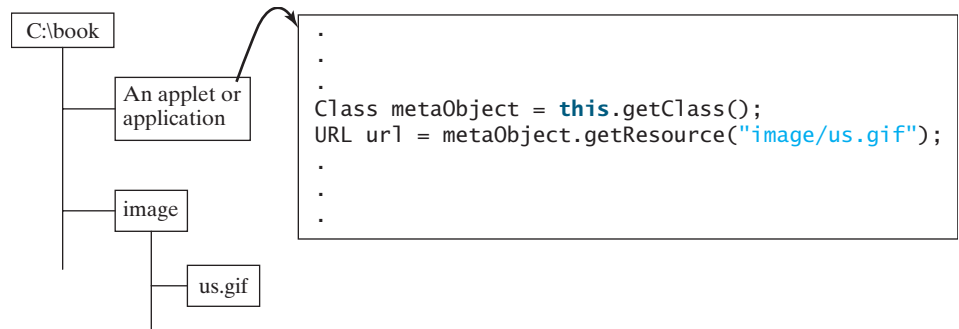 C:\book
An applet or
application
image
us.gif
.
.
.
Class metaObject = this.getClass();
URL url = metaObject.getResource("image/us.gif");
.
.
.